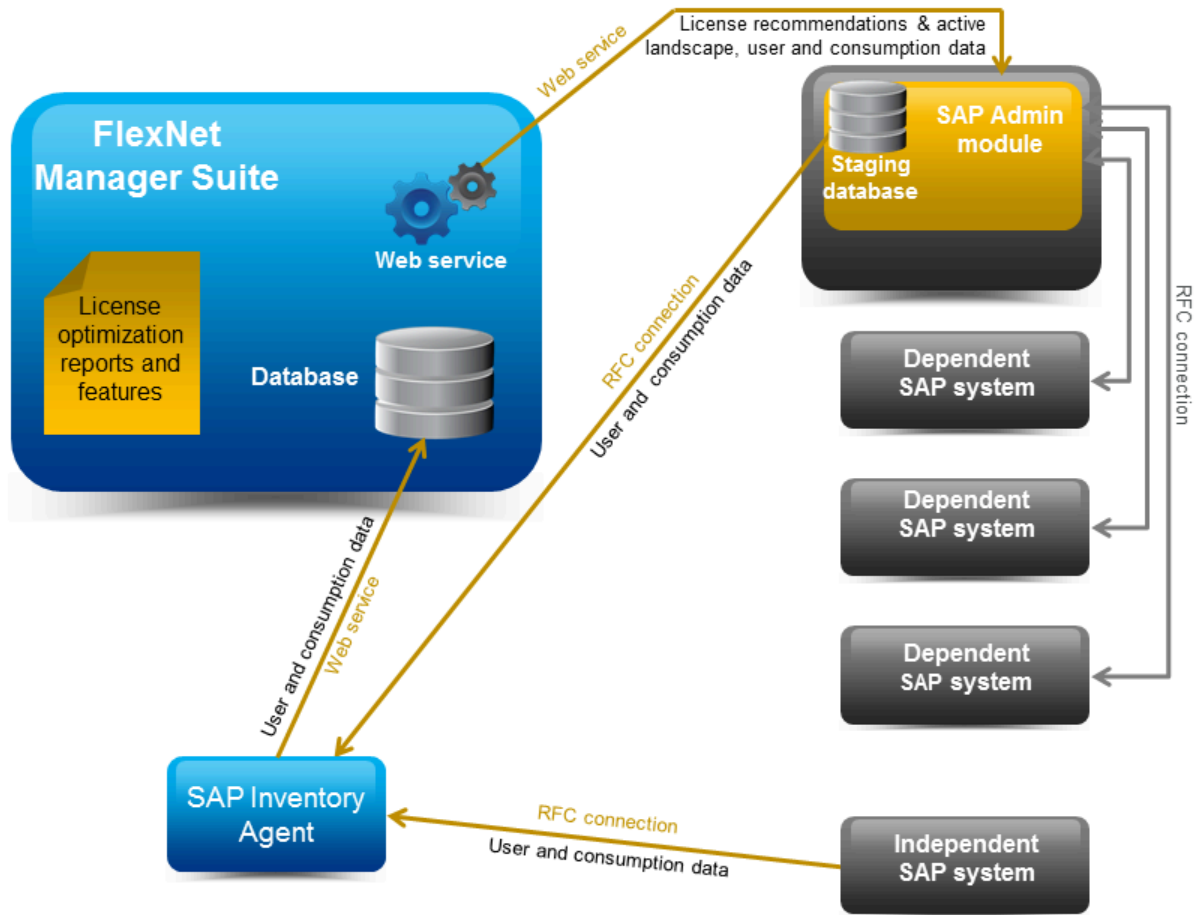 License recommendations & active
landscape, user and consumption data
Web service
FlexNet
Manager Suite
Web service
License
optimization
reports and
features
Database
SAP Admin
module
Staging
database
RFC connection
User and consumption data
RFC connection
Dependent
SAP system
Dependent
SAP system
Dependent
SAP system
User and consumption data
Web service
SAP Inventory
Agent
RFC connection
User and consumption data
Independent
SAP system